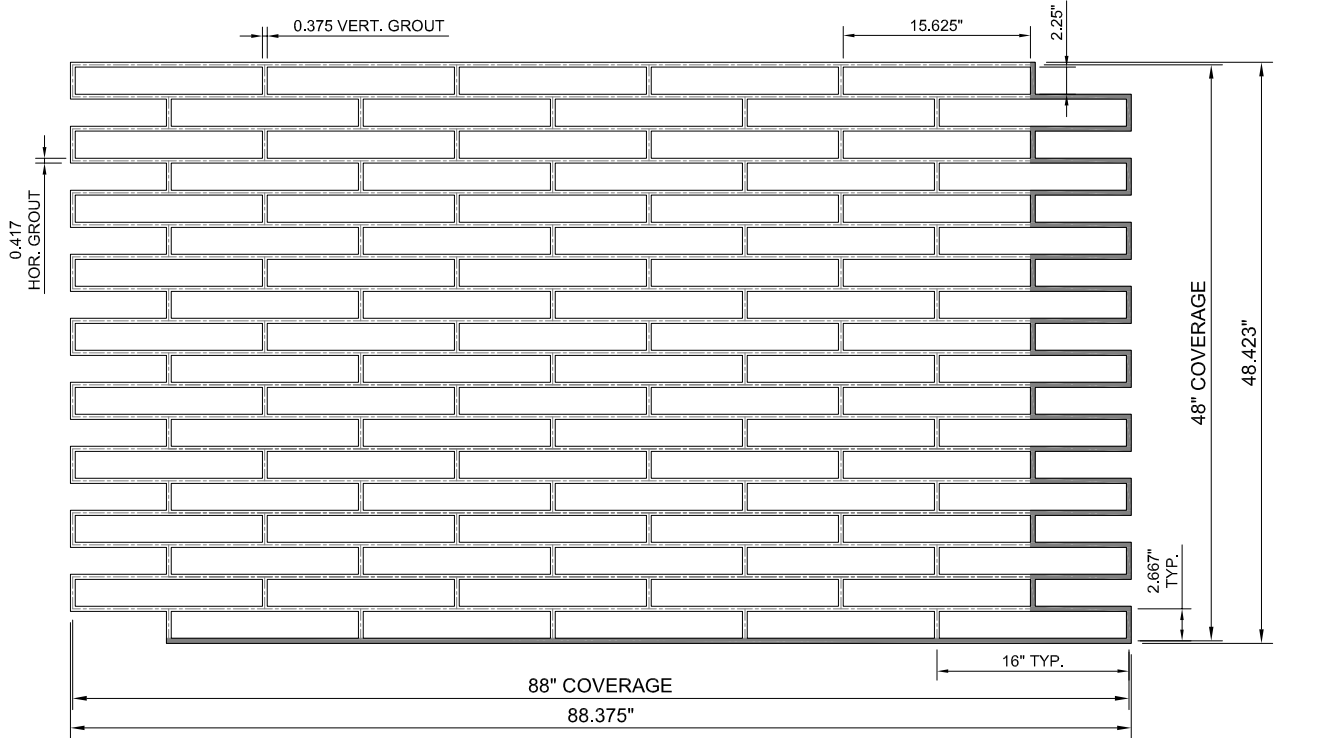 0.375 VERT. GROUT
15.625"
2.25"
0.417
HOR. GROUT
48" COVERAGE
48.423"
2.667"
TYP.
16" TYP.
88" COVERAGE
88.375"